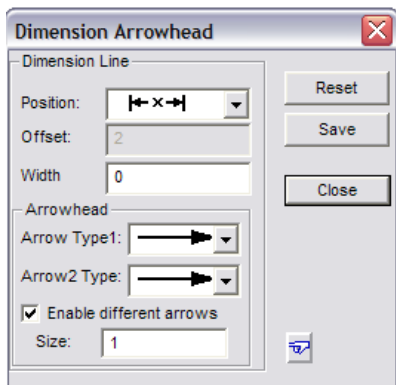 Dimension Arrowhead
Dimension Line
Position: x
Offset: 2
Width 0
Arrowhead
Arrow Type1:
Arrow2 Type:
Enable different arrows
Size: 1
Reset
Save
Close